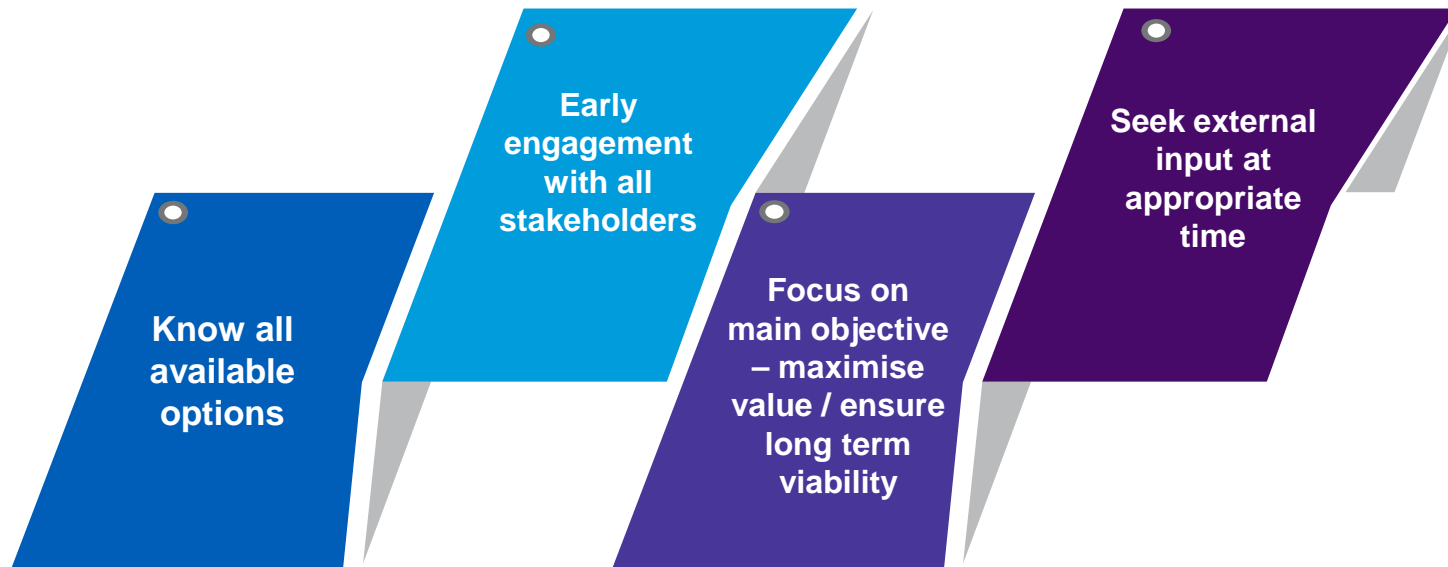 Know all
available
options
Early
engagement
with all
stakeholders
Focus on
main objective
– maximise
value / ensure
long term
viability
Seek external
input at
appropriate
time